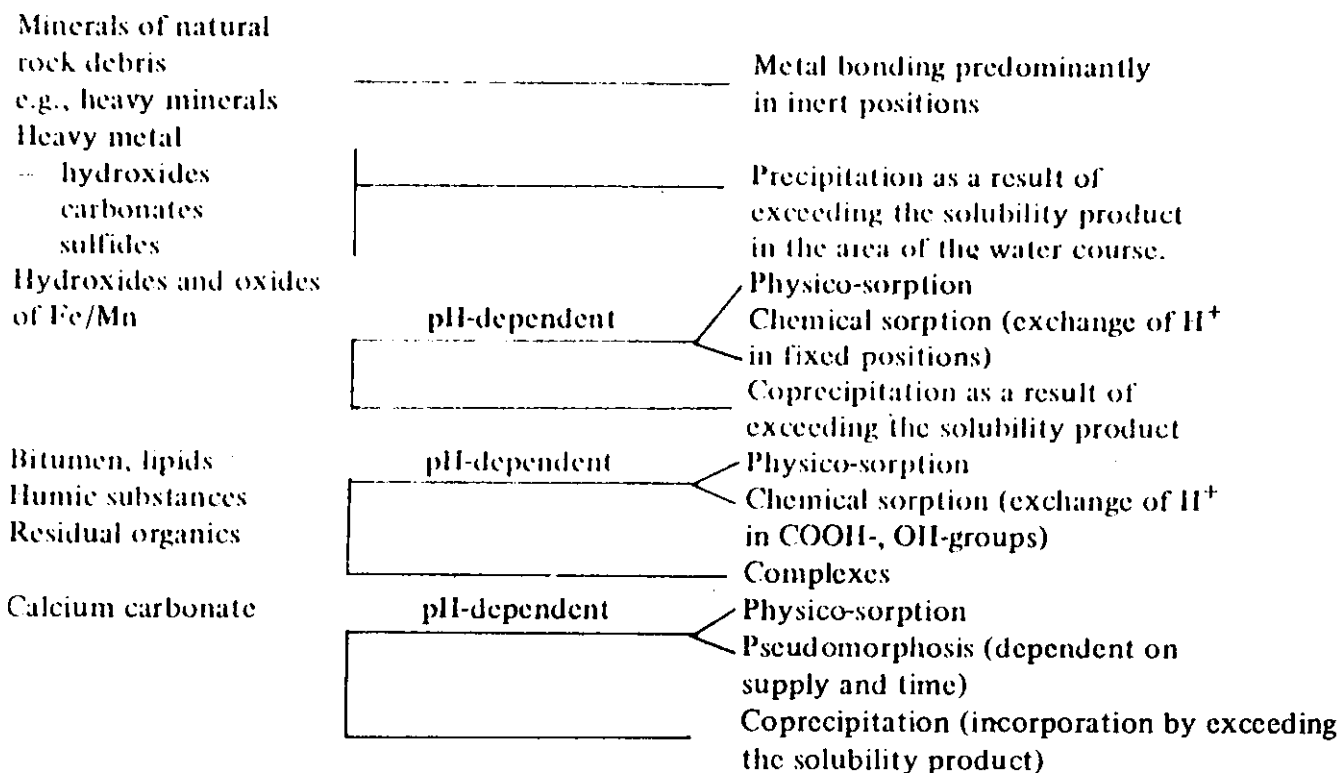 Minerals of natural
rock debris
e.g., heavy minerals
Metal bonding predominantly
in inert positions
Heavy metal
– hydroxides
carbonates
sulfides
Precipitation as a result of
exceeding the solubility product
in the area of the water course.
Hydroxides and oxides
of Fe/Mn
pH-dependent
Physico-sorption
Chemical sorption (exchange of H⁺
in fixed positions)
Coprecipitation as a result of
exceeding the solubility product
Bitumen, lipids
Humic substances
Residual organics
pH-dependent
Physico-sorption
Chemical sorption (exchange of H⁺
in COOH-, OH-groups)
Complexes
Calcium carbonate
pH-dependent
Physico-sorption
Pseudomorphosis (dependent on
supply and time)
Coprecipitation (incorporation by exceeding
the solubility product)